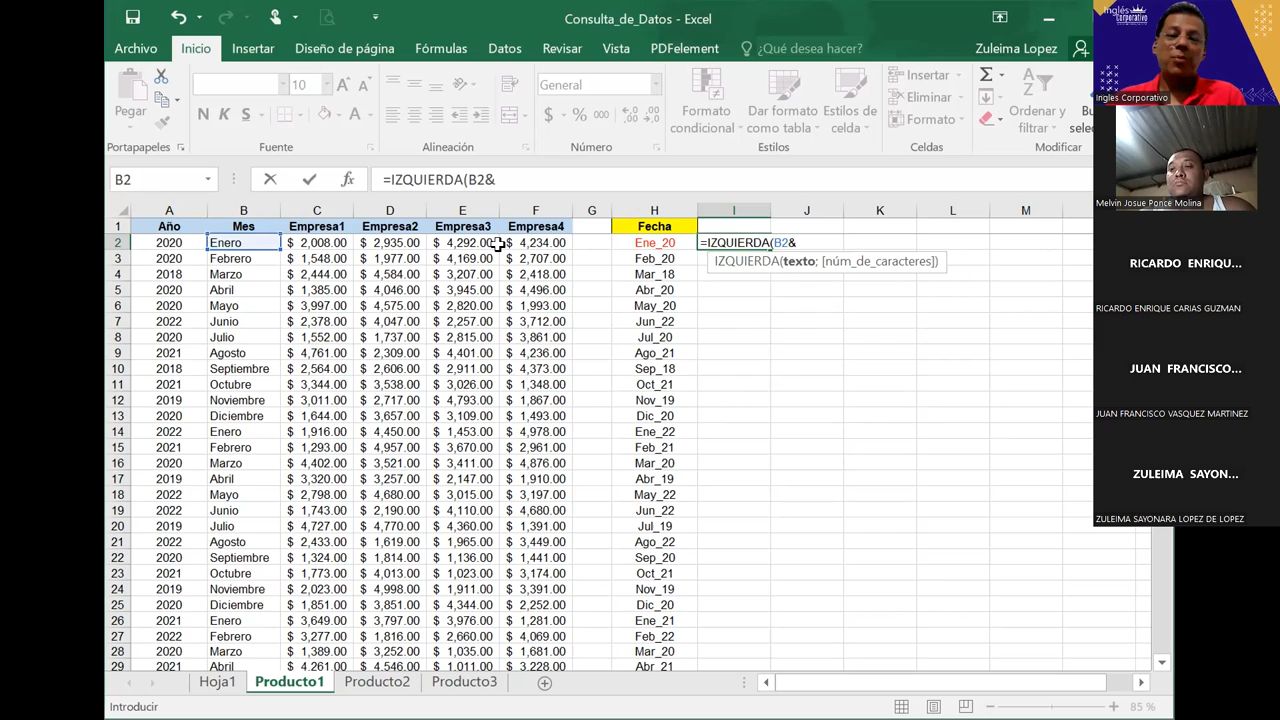 Consulta_de_Datos - Excel
Archivo Inicio Insertar Diseño de página Fórmulas Datos Revisar Vista PDFelement ¿Qué desea hacer? Zuleima Lopez
Pegar
N K S
10
A A
General
$ % 000
Formato condicional
Dar formato como tabla
Estilos de celda
Insertar
Eliminar
Formato
Ordenar y filtrar
Portapapeles Fuente Alineación Número Estilos Celdas Modificar
B2 fx =IZQUIERDA(B2&
A B C D E F G H I J K L M
1 Año Mes Empresa1 Empresa2 Empresa3 Empresa4 Fecha
2 2020 Enero $ 2,008.00 $ 2,935.00 $ 4,292.00 $ 4,234.00 Ene_20 =IZQUIERDA(B2&
IZQUIERDA(texto; [núm_de_caracteres])
3 2020 Febrero $ 1,548.00 $ 1,977.00 $ 4,169.00 $ 2,707.00 Feb_20
4 2018 Marzo $ 2,444.00 $ 4,584.00 $ 3,207.00 $ 2,418.00 Mar_18
5 2020 Abril $ 1,385.00 $ 4,046.00 $ 3,945.00 $ 4,496.00 Abr_20
6 2020 Mayo $ 3,997.00 $ 4,575.00 $ 2,820.00 $ 1,993.00 May_20
7 2022 Junio $ 2,378.00 $ 4,047.00 $ 2,257.00 $ 3,712.00 Jun_22
8 2020 Julio $ 1,552.00 $ 1,737.00 $ 2,815.00 $ 3,861.00 Jul_20
9 2021 Agosto $ 4,761.00 $ 2,309.00 $ 4,401.00 $ 4,236.00 Ago_21
10 2018 Septiembre $ 2,564.00 $ 2,606.00 $ 2,911.00 $ 4,373.00 Sep_18
11 2021 Octubre $ 3,344.00 $ 3,538.00 $ 3,026.00 $ 1,348.00 Oct_21
12 2019 Noviembre $ 3,011.00 $ 2,717.00 $ 4,793.00 $ 1,867.00 Nov_19
13 2020 Diciembre $ 1,644.00 $ 3,657.00 $ 3,109.00 $ 1,493.00 Dic_20
14 2022 Enero $ 1,916.00 $ 4,450.00 $ 1,453.00 $ 4,978.00 Ene_22
15 2021 Febrero $ 1,293.00 $ 4,957.00 $ 3,670.00 $ 2,961.00 Feb_21
16 2020 Marzo $ 4,402.00 $ 3,521.00 $ 3,411.00 $ 4,876.00 Mar_20
17 2019 Abril $ 3,320.00 $ 3,257.00 $ 2,147.00 $ 1,910.00 Abr_19
18 2022 Mayo $ 2,798.00 $ 4,680.00 $ 3,015.00 $ 3,197.00 May_22
19 2022 Junio $ 1,743.00 $ 2,190.00 $ 4,110.00 $ 4,680.00 Jun_22
20 2019 Julio $ 4,727.00 $ 4,770.00 $ 4,360.00 $ 1,391.00 Jul_19
21 2022 Agosto $ 2,433.00 $ 1,619.00 $ 1,963.00 $ 3,449.00 Ago_22
22 2020 Septiembre $ 1,324.00 $ 1,814.00 $ 1,136.00 $ 1,441.00 Sep_20
23 2021 Octubre $ 1,773.00 $ 4,013.00 $ 1,023.00 $ 3,174.00 Oct_21
24 2019 Noviembre $ 2,023.00 $ 4,998.00 $ 1,911.00 $ 3,391.00 Nov_19
25 2020 Diciembre $ 1,851.00 $ 3,851.00 $ 4,344.00 $ 2,252.00 Dic_20
26 2021 Enero $ 3,649.00 $ 3,797.00 $ 3,976.00 $ 1,281.00 Ene_21
27 2022 Febrero $ 3,277.00 $ 1,816.00 $ 2,660.00 $ 4,069.00 Feb_22
28 2020 Marzo $ 1,389.00 $ 3,252.00 $ 1,035.00 $ 1,681.00 Mar_20
29 2021 Abril $ 4,261.00 $ 4,546.00 $ 1,011.00 $ 3,228.00 Abr_21
Hoja1 Producto1 Producto2 Producto3
Introducir 85 %
Inglés Corporativo
Ingles Corporativo
Melvin Josue Ponce Molina
RICARDO ENRIQU...
RICARDO ENRIQUE CARIAS GUZMAN
JUAN FRANCISCO...
JUAN FRANCISCO VASQUEZ MARTINEZ
ZULEIMA SAYON...
ZULEIMA SAYONARA LOPEZ DE LOPEZ